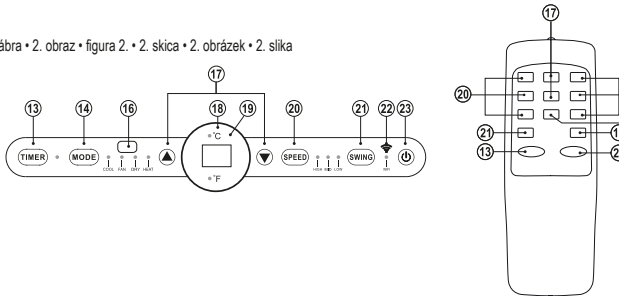 ábra • 2. obraz • figura 2. • 2. skica • 2. obrázek • 2. slika
17
13 14 16 18 19 20 21 22 23
TIMER MODE °C SPEED SWING
COOL FAN DRY HEAT HIGH MID LOW WIFI
°F
17
20
21
13